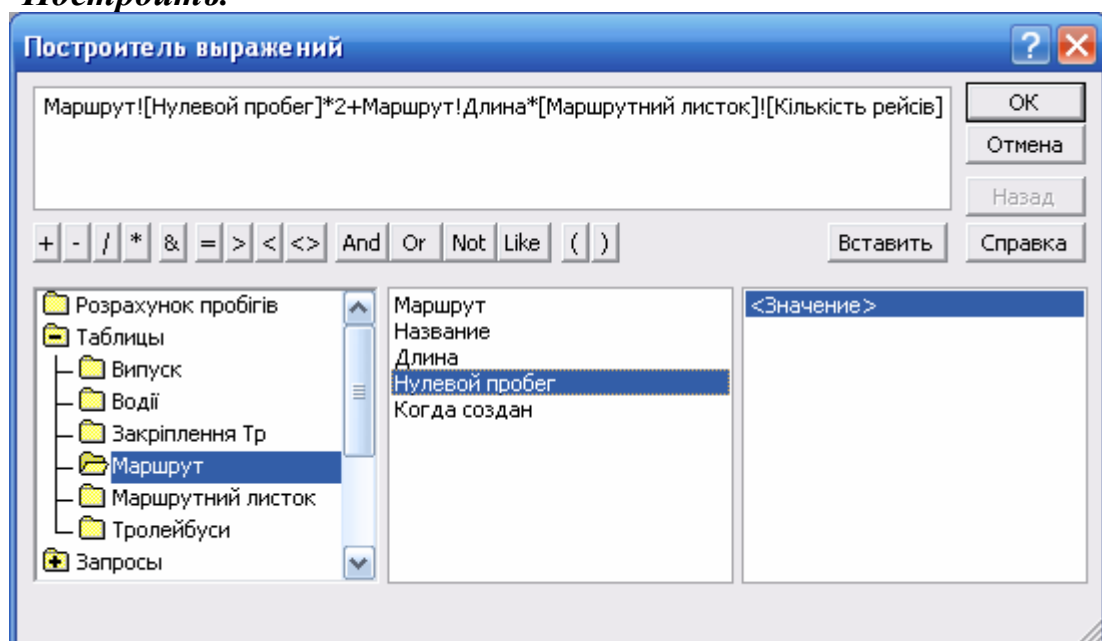 Построить.
Построитель выражений
Маршрут![Нулевой пробег]*2+Маршрут!Длина*[Маршрутний листок]![Кількість рейсів]
ОК
Отмена
Назад
+ - / * & = > < <> And Or Not Like ( ) Вставить Справка
Розрахунок пробігів
Таблицы
Випуск
Водії
Закріплення Тр
Маршрут
Маршрутний листок
Тролейбуси
Запросы
Маршрут
Название
Длина
Нулевой пробег
Когда создан
<Значение>